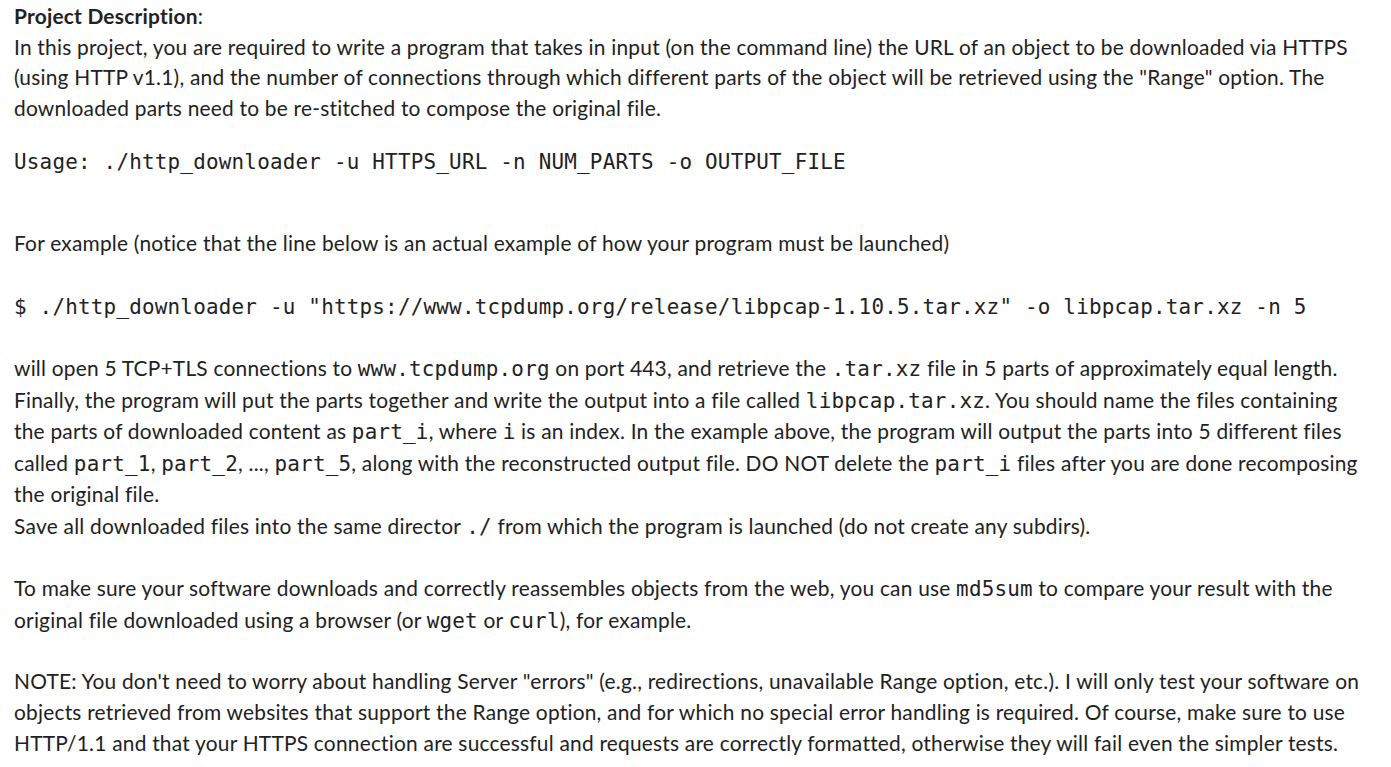 Project Description:
In this project, you are required to write a program that takes in input (on the command line) the URL of an object to be downloaded via HTTPS
(using HTTP v1.1), and the number of connections through which different parts of the object will be retrieved using the "Range" option. The
downloaded parts need to be re-stitched to compose the original file.
Usage: ./http_downloader -u HTTPS_URL -n NUM_PARTS -o OUTPUT_FILE
For example (notice that the line below is an actual example of how your program must be launched)
$ ./http_downloader -u "https://www.tcpdump.org/release/libpcap-1.10.5.tar.xz" -o libpcap.tar.xz -n 5
will open 5 TCP+TLS connections to www.tcpdump.org on port 443, and retrieve the .tar.xz file in 5 parts of approximately equal length.
Finally, the program will put the parts together and write the output into a file called libpcap.tar.xz. You should name the files containing
the parts of downloaded content as part_i, where i is an index. In the example above, the program will output the parts into 5 different files
called part_1, part_2, ..., part_5, along with the reconstructed output file. DO NOT delete the part_i files after you are done recomposing
the original file.
Save all downloaded files into the same director ./ from which the program is launched (do not create any subdirs).
To make sure your software downloads and correctly reassembles objects from the web, you can use md5sum to compare your result with the
original file downloaded using a browser (or wget or curl), for example.
NOTE: You don't need to worry about handling Server "errors" (e.g., redirections, unavailable Range option, etc.). I will only test your software on
objects retrieved from websites that support the Range option, and for which no special error handling is required. Of course, make sure to use
HTTP/1.1 and that your HTTPS connection are successful and requests are correctly formatted, otherwise they will fail even the simpler tests.